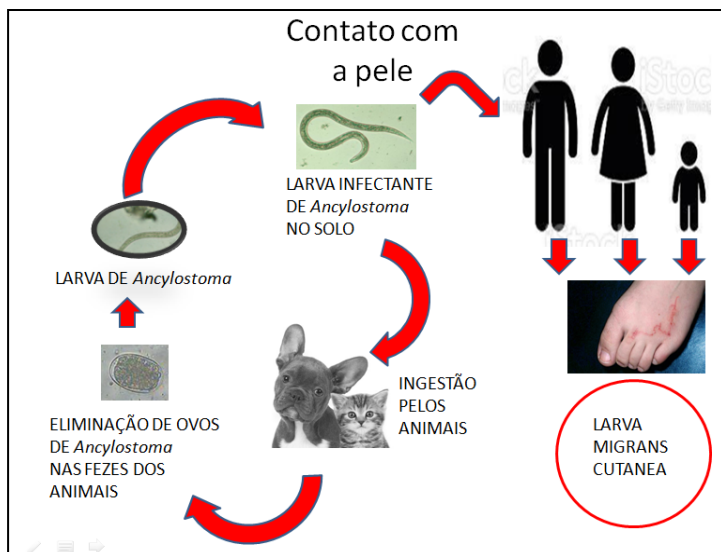 Contato com
a pele
LARVA INFECTANTE
DE Ancylostoma
NO SOLO
LARVA DE Ancylostoma
INGESTÃO
PELOS
ANIMAIS
ELIMINAÇÃO DE OVOS
DE Ancylostoma
NAS FEZES DOS
ANIMAIS
LARVA
MIGRANS
CUTANEA